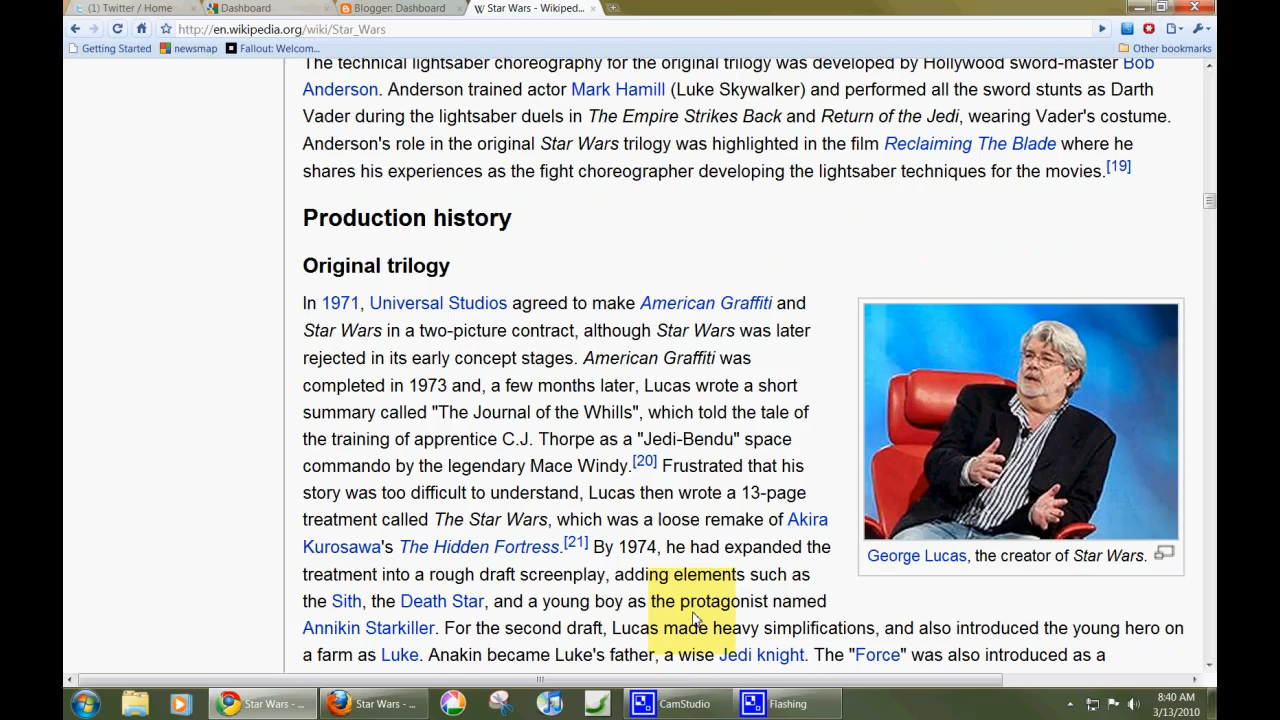 (1) Twitter / Home
Dashboard
Blogger: Dashboard
W Star Wars - Wikiped...
http://en.wikipedia.org/wiki/Star_Wars
Getting Started
newsmap
Fallout: Welcom...
Other bookmarks
The technical lightsaber choreography for the original trilogy was developed by Hollywood sword-master Bob
Anderson. Anderson trained actor Mark Hamill (Luke Skywalker) and performed all the sword stunts as Darth
Vader during the lightsaber duels in The Empire Strikes Back and Return of the Jedi, wearing Vader's costume.
Anderson's role in the original Star Wars trilogy was highlighted in the film Reclaiming The Blade where he
shares his experiences as the fight choreographer developing the lightsaber techniques for the movies.[19]
Production history
Original trilogy
In 1971, Universal Studios agreed to make American Graffiti and
Star Wars in a two-picture contract, although Star Wars was later
rejected in its early concept stages. American Graffiti was
completed in 1973 and, a few months later, Lucas wrote a short
summary called "The Journal of the Whills", which told the tale of
the training of apprentice C.J. Thorpe as a "Jedi-Bendu" space
commando by the legendary Mace Windy.[20] Frustrated that his
story was too difficult to understand, Lucas then wrote a 13-page
treatment called The Star Wars, which was a loose remake of Akira
Kurosawa's The Hidden Fortress.[21] By 1974, he had expanded the
treatment into a rough draft screenplay, adding elements such as
the Sith, the Death Star, and a young boy as the protagonist named
Annikin Starkiller. For the second draft, Lucas made heavy simplifications, and also introduced the young hero on
a farm as Luke. Anakin became Luke's father, a wise Jedi knight. The "Force" was also introduced as a
George Lucas, the creator of Star Wars.
Star Wars - ...
Star Wars - ...
CamStudio
Flashing
8:40 AM
3/13/2010